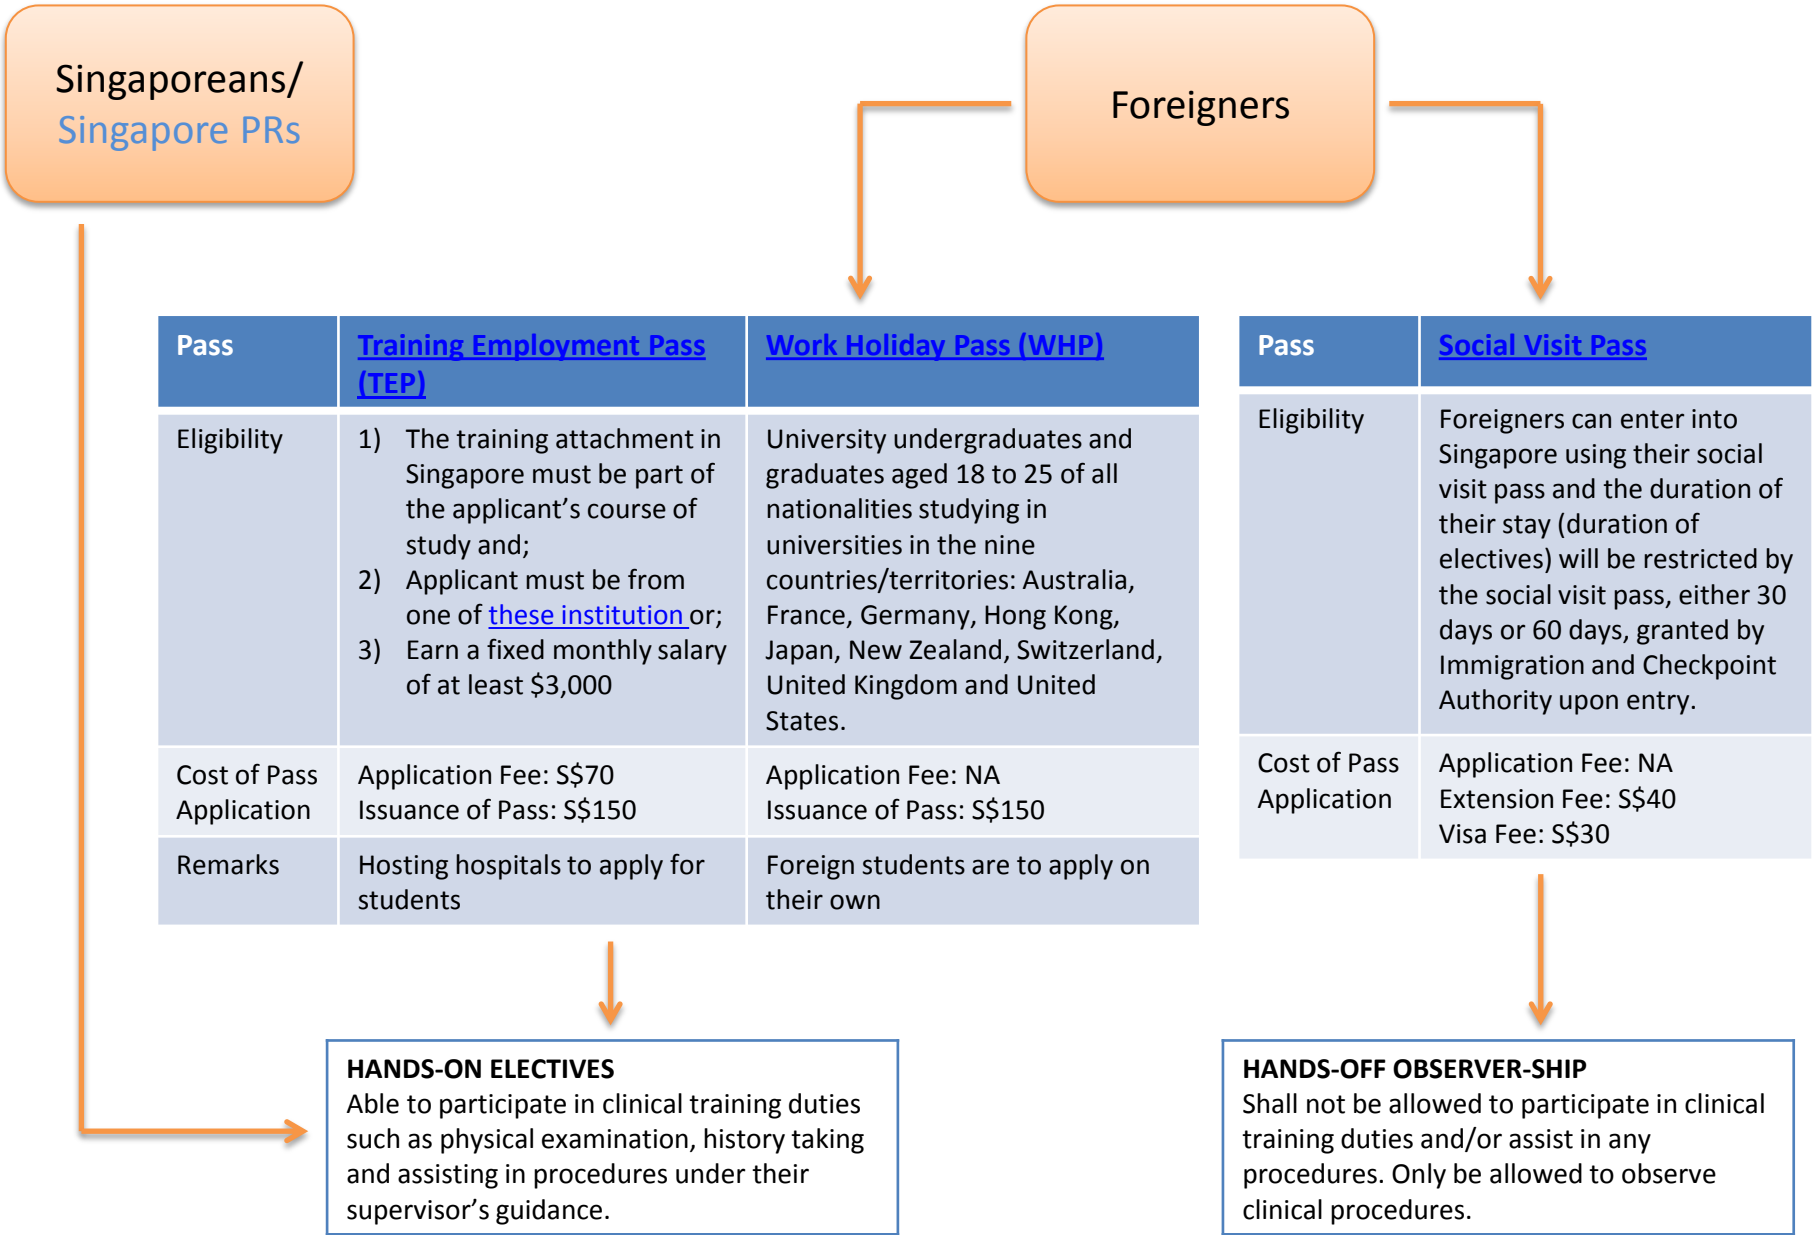 Singaporeans/
Singapore PRs
Foreigners
Pass
Training Employment Pass
(TEP)
Work Holiday Pass (WHP)
Eligibility
1) The training attachment in
Singapore must be part of
the applicant’s course of
study and;
2) Applicant must be from
one of these institution or;
3) Earn a fixed monthly salary
of at least $3,000
University undergraduates and
graduates aged 18 to 25 of all
nationalities studying in
universities in the nine
countries/territories: Australia,
France, Germany, Hong Kong,
Japan, New Zealand, Switzerland,
United Kingdom and United
States.
Cost of Pass
Application
Application Fee: S$70
Issuance of Pass: S$150
Application Fee: NA
Issuance of Pass: S$150
Remarks
Hosting hospitals to apply for
students
Foreign students are to apply on
their own
Pass
Social Visit Pass
Eligibility
Foreigners can enter into
Singapore using their social
visit pass and the duration of
their stay (duration of
electives) will be restricted by
the social visit pass, either 30
days or 60 days, granted by
Immigration and Checkpoint
Authority upon entry.
Cost of Pass
Application
Application Fee: NA
Extension Fee: S$40
Visa Fee: S$30
HANDS-ON ELECTIVES
Able to participate in clinical training duties
such as physical examination, history taking
and assisting in procedures under their
supervisor’s guidance.
HANDS-OFF OBSERVER-SHIP
Shall not be allowed to participate in clinical
training duties and/or assist in any
procedures. Only be allowed to observe
clinical procedures.